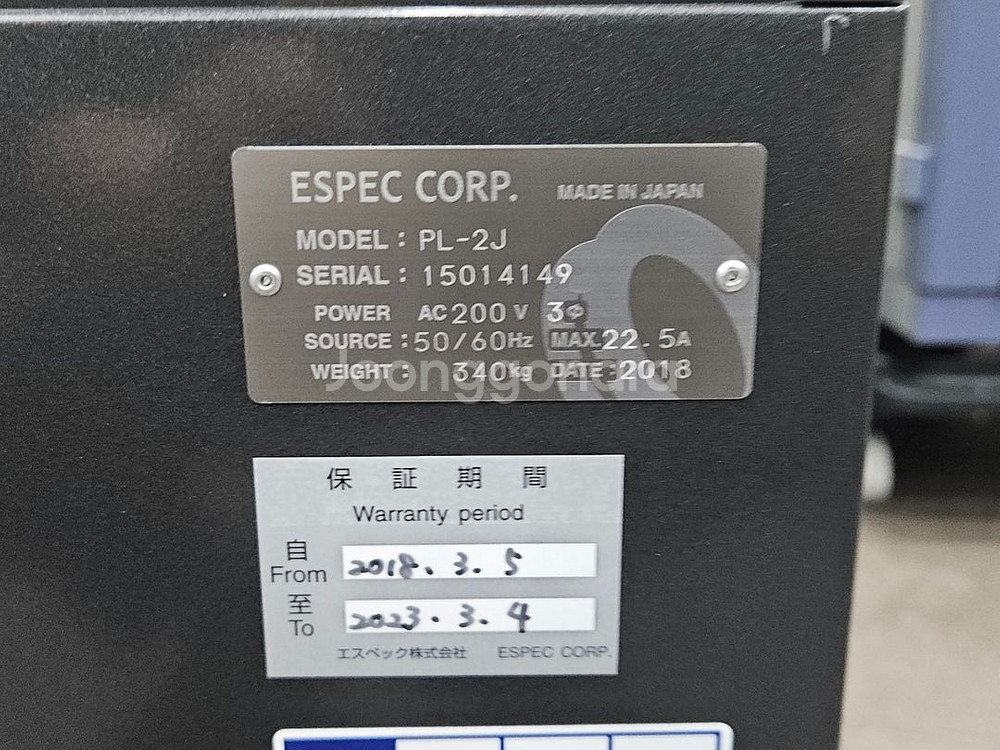 ESPEC CORP. MADE IN JAPAN
MODEL : PL-2J
SERIAL : 15014149
POWER AC 200 V 3ϕ
SOURCE : 50/60Hz MAX.22.5A
WEIGHT : 340kg DATE : 2018
Joonggonara
保証期間
Warranty period
自
From 2018. 3. 5
至
To 2023. 3. 4
エスペック株式会社 ESPEC CORP.